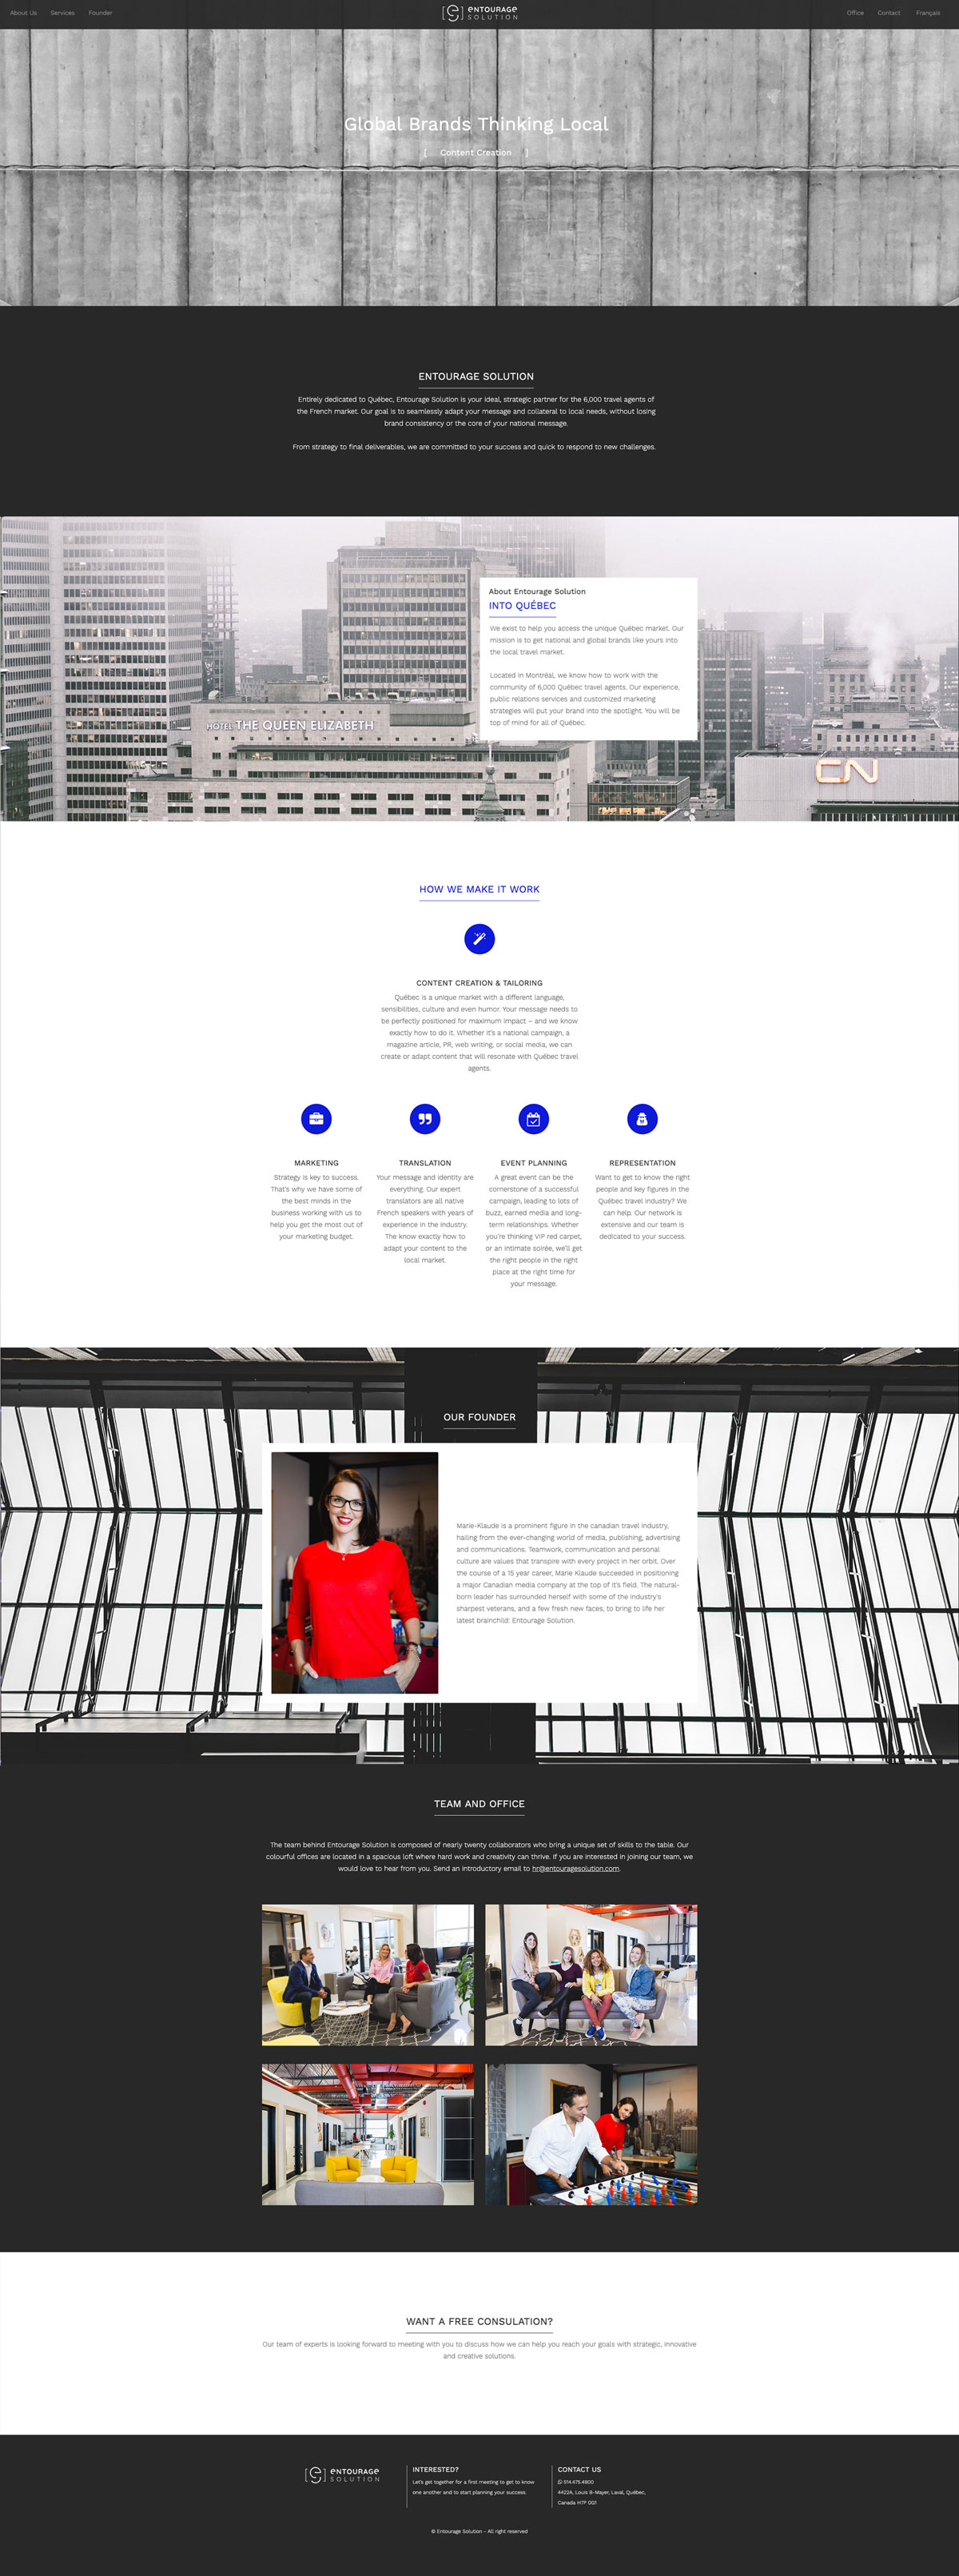 About Us Services Founder
[e] ENTOURAGE
SOLUTION
Office Contact Français
Global Brands Thinking Local
[ Content Creation ]
ENTOURAGE SOLUTION
Entirely dedicated to Québec, Entourage Solution is your ideal, strategic partner for the 6,000 travel agents of
the French market. Our goal is to seamlessly adapt your message and collateral to local needs, without losing
brand consistency or the core of your national message.
From strategy to final deliverables, we are committed to your success and quick to respond to new challenges.
About Entourage Solution
INTO QUÉBEC
We exist to help you access the unique Québec market. Our
mission is to get national and global brands like yours into
the local travel market.
Located in Montréal, we know how to work with the
community of 6,000 Québec travel agents. Our experience,
public relations services and customized marketing
strategies will put your brand into the spotlight. You will be
top of mind for all of Québec.
HOTEL THE QUEEN ELIZABETH
CN
HOW WE MAKE IT WORK
CONTENT CREATION & TAILORING
Québec is a unique market with a different language,
sensibilities, culture and even humor. Your message needs to
be perfectly positioned for maximum impact – and we know
exactly how to do it. Whether it's a national campaign, a
magazine article, PR, web writing, or social media, we can
create or adapt content that will resonate with Québec travel
agents.
MARKETING
Strategy is key to success.
That's why we have some of
the best minds in the
business working with us to
help you get the most out of
your marketing budget.
TRANSLATION
Your message and identity are
everything. Our expert
translators are all native
French speakers with years of
experience in the industry.
The know exactly how to
adapt your content to the
local market.
EVENT PLANNING
A great event can be the
cornerstone of a successful
campaign, leading to lots of
buzz, earned media and long-
term relationships. Whether
you're thinking VIP red carpet,
or an intimate soirée, we'll get
the right people in the right
place at the right time for
your message.
REPRESENTATION
Want to get to know the right
people and key figures in the
Québec travel industry? We
can help. Our network is
extensive and our team is
dedicated to your success.
OUR FOUNDER
Marie-Klaude is a prominent figure in the canadian travel industry,
hailing from the ever-changing world of media, publishing, advertising
and communications. Teamwork, communication and personal
culture are values that transpire with every project in her orbit. Over
the course of a 15 year career, Marie Klaude succeeded in positioning
a major Canadian media company at the top of it's field. The natural-
born leader has surrounded herself with some of the industry's
sharpest veterans, and a few fresh new faces, to bring to life her
latest brainchild: Entourage Solution.
TEAM AND OFFICE
The team behind Entourage Solution is composed of nearly twenty collaborators who bring a unique set of skills to the table. Our
colourful offices are located in a spacious loft where hard work and creativity can thrive. If you are interested in joining our team, we
would love to hear from you. Send an introductory email to hr@entouragesolution.com.
WANT A FREE CONSULATION?
Our team of experts is looking forward to meeting with you to discuss how we can help you reach your goals with strategic, innovative
and creative solutions.
[e] ENTOURAGE
SOLUTION
INTERESTED?
Let's get together for a first meeting to get to know
one another and to start planning your success.
CONTACT US
514.475.4900
4422A, Louis B-Mayer, Laval, Québec,
Canada H7P 0G1
© Entourage Solution - All right reserved